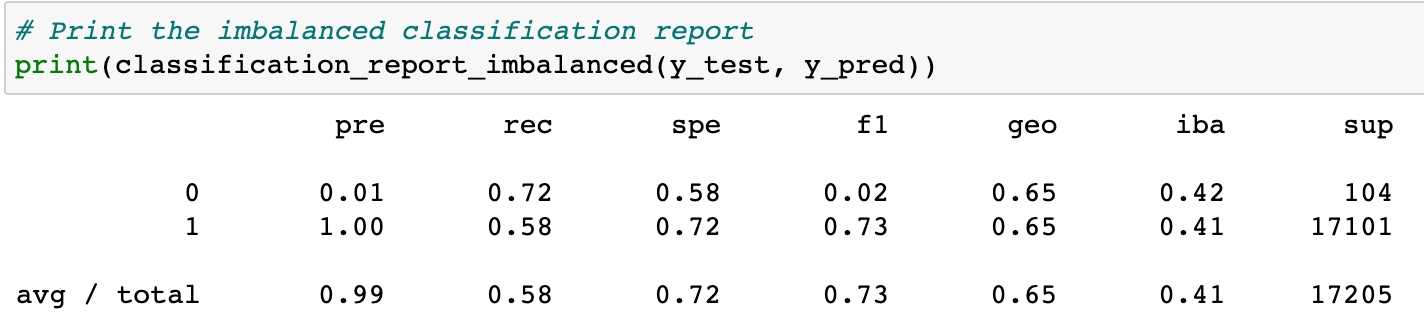 # Print the imbalanced classification report
print(classification_report_imbalanced(y_test, y_pred))
pre rec spe f1 geo iba sup
0 0.01 0.72 0.58 0.02 0.65 0.42 104
1 1.00 0.58 0.72 0.73 0.65 0.41 17101
avg / total 0.99 0.58 0.72 0.73 0.65 0.41 17205